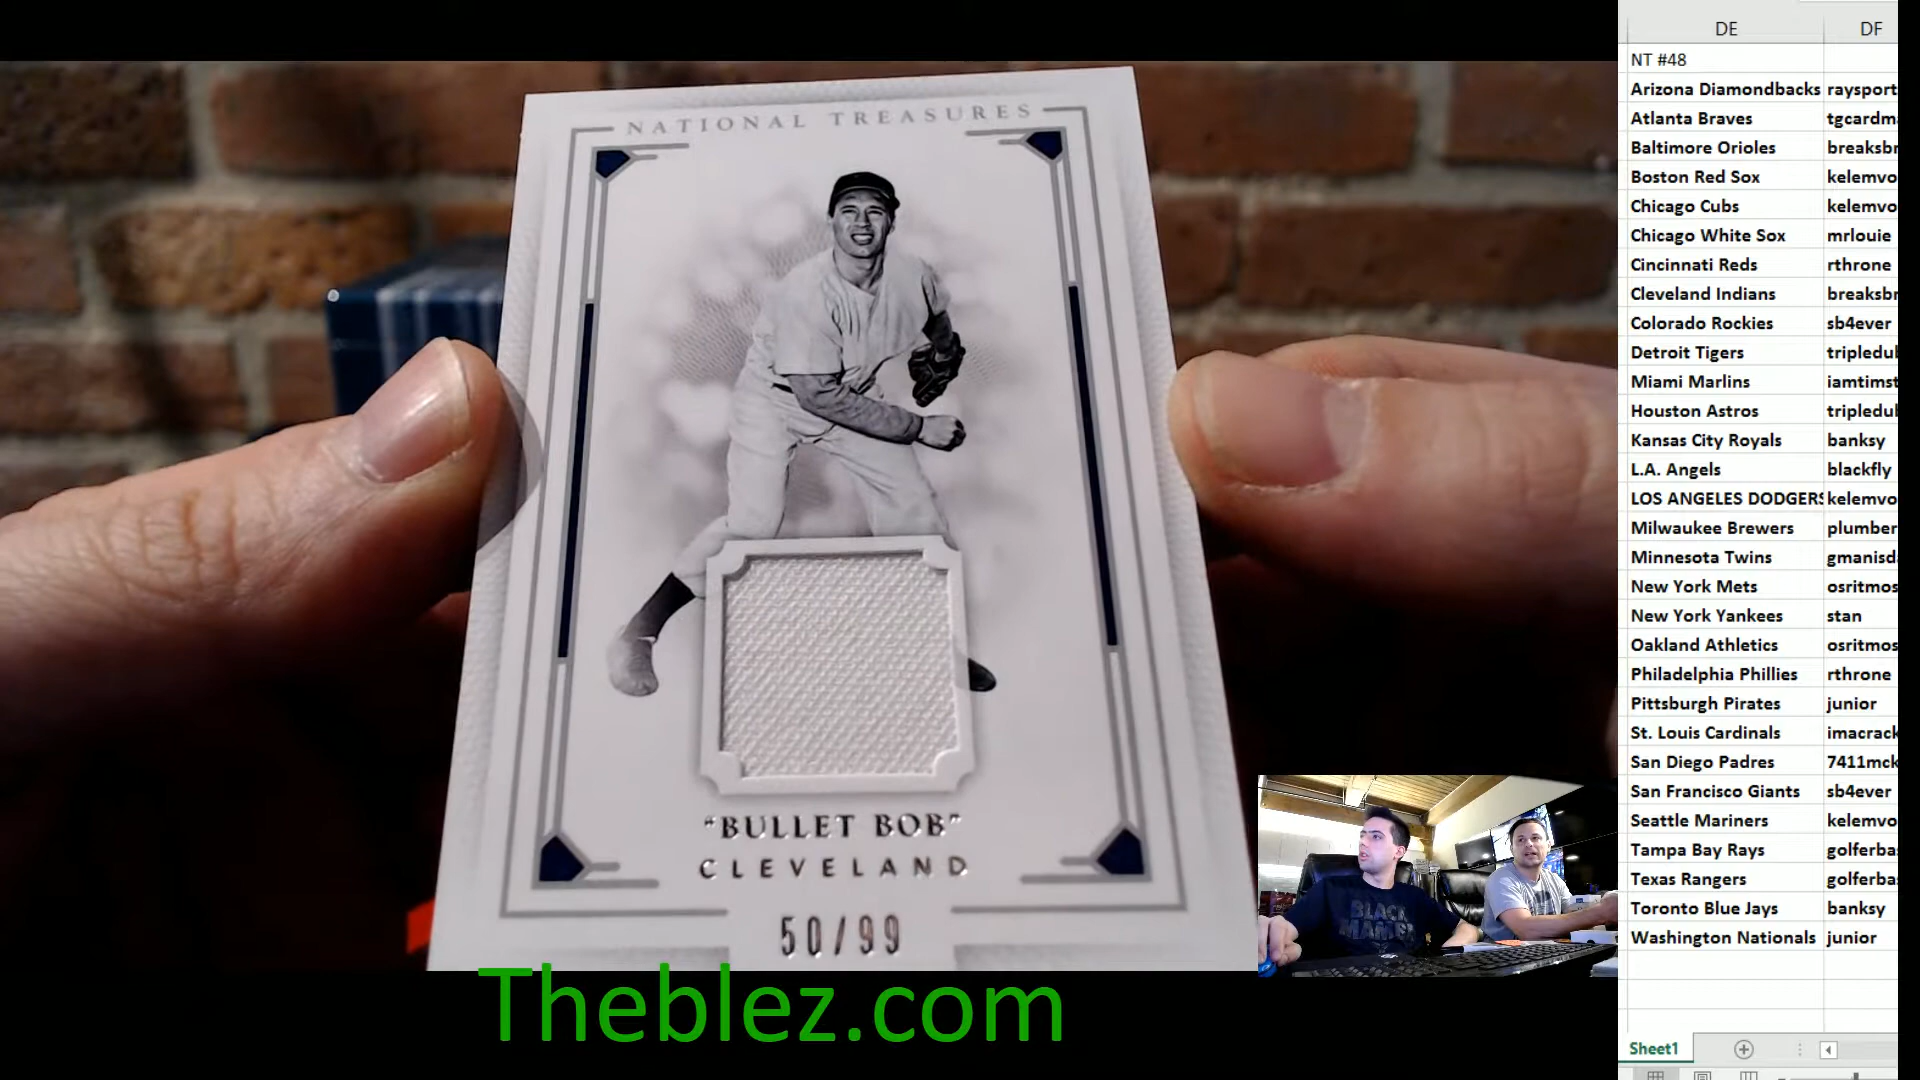 NATIONAL TREASURES
"BULLET BOB"
CLEVELAND
50/99
Theblez.com
BLACK
DE DF
NT #48
Arizona Diamondbacks raysport
Atlanta Braves tgcardm
Baltimore Orioles breaksbr
Boston Red Sox kelemvo
Chicago Cubs kelemvo
Chicago White Sox mrlouie
Cincinnati Reds rthrone
Cleveland Indians breaksbr
Colorado Rockies sb4ever
Detroit Tigers tripledul
Miami Marlins iamtimst
Houston Astros tripledul
Kansas City Royals banksy
L.A. Angels blackfly
LOS ANGELES DODGERS kelemvo
Milwaukee Brewers plumber
Minnesota Twins gmanisd
New York Mets osritmos
New York Yankees stan
Oakland Athletics osritmos
Philadelphia Phillies rthrone
Pittsburgh Pirates junior
St. Louis Cardinals imacrack
San Diego Padres 7411mck
San Francisco Giants sb4ever
Seattle Mariners kelemvo
Tampa Bay Rays golferba
Texas Rangers golferba
Toronto Blue Jays banksy
Washington Nationals junior
Sheet1